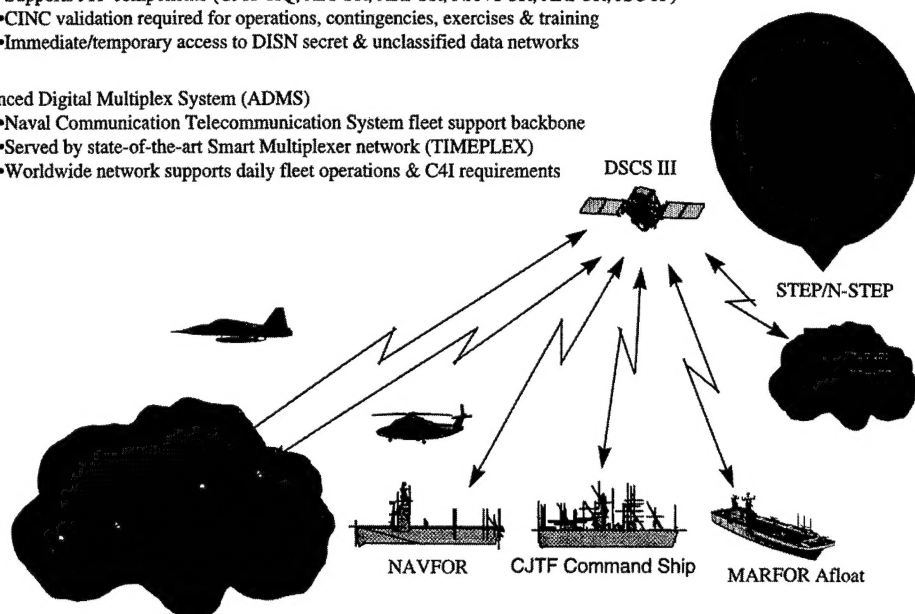 •CINC validation required for operations, contingencies, exercises & training
•Immediate/temporary access to DISN secret & unclassified data networks
nced Digital Multiplex System (ADMS)
•Naval Communication Telecommunication System fleet support backbone
•Served by state-of-the-art Smart Multiplexer network (TIMEPLEX)
•Worldwide network supports daily fleet operations & C4I requirements
DSCS III
STEP/N-STEP
NAVFOR
CJTF Command Ship
MARFOR Afloat